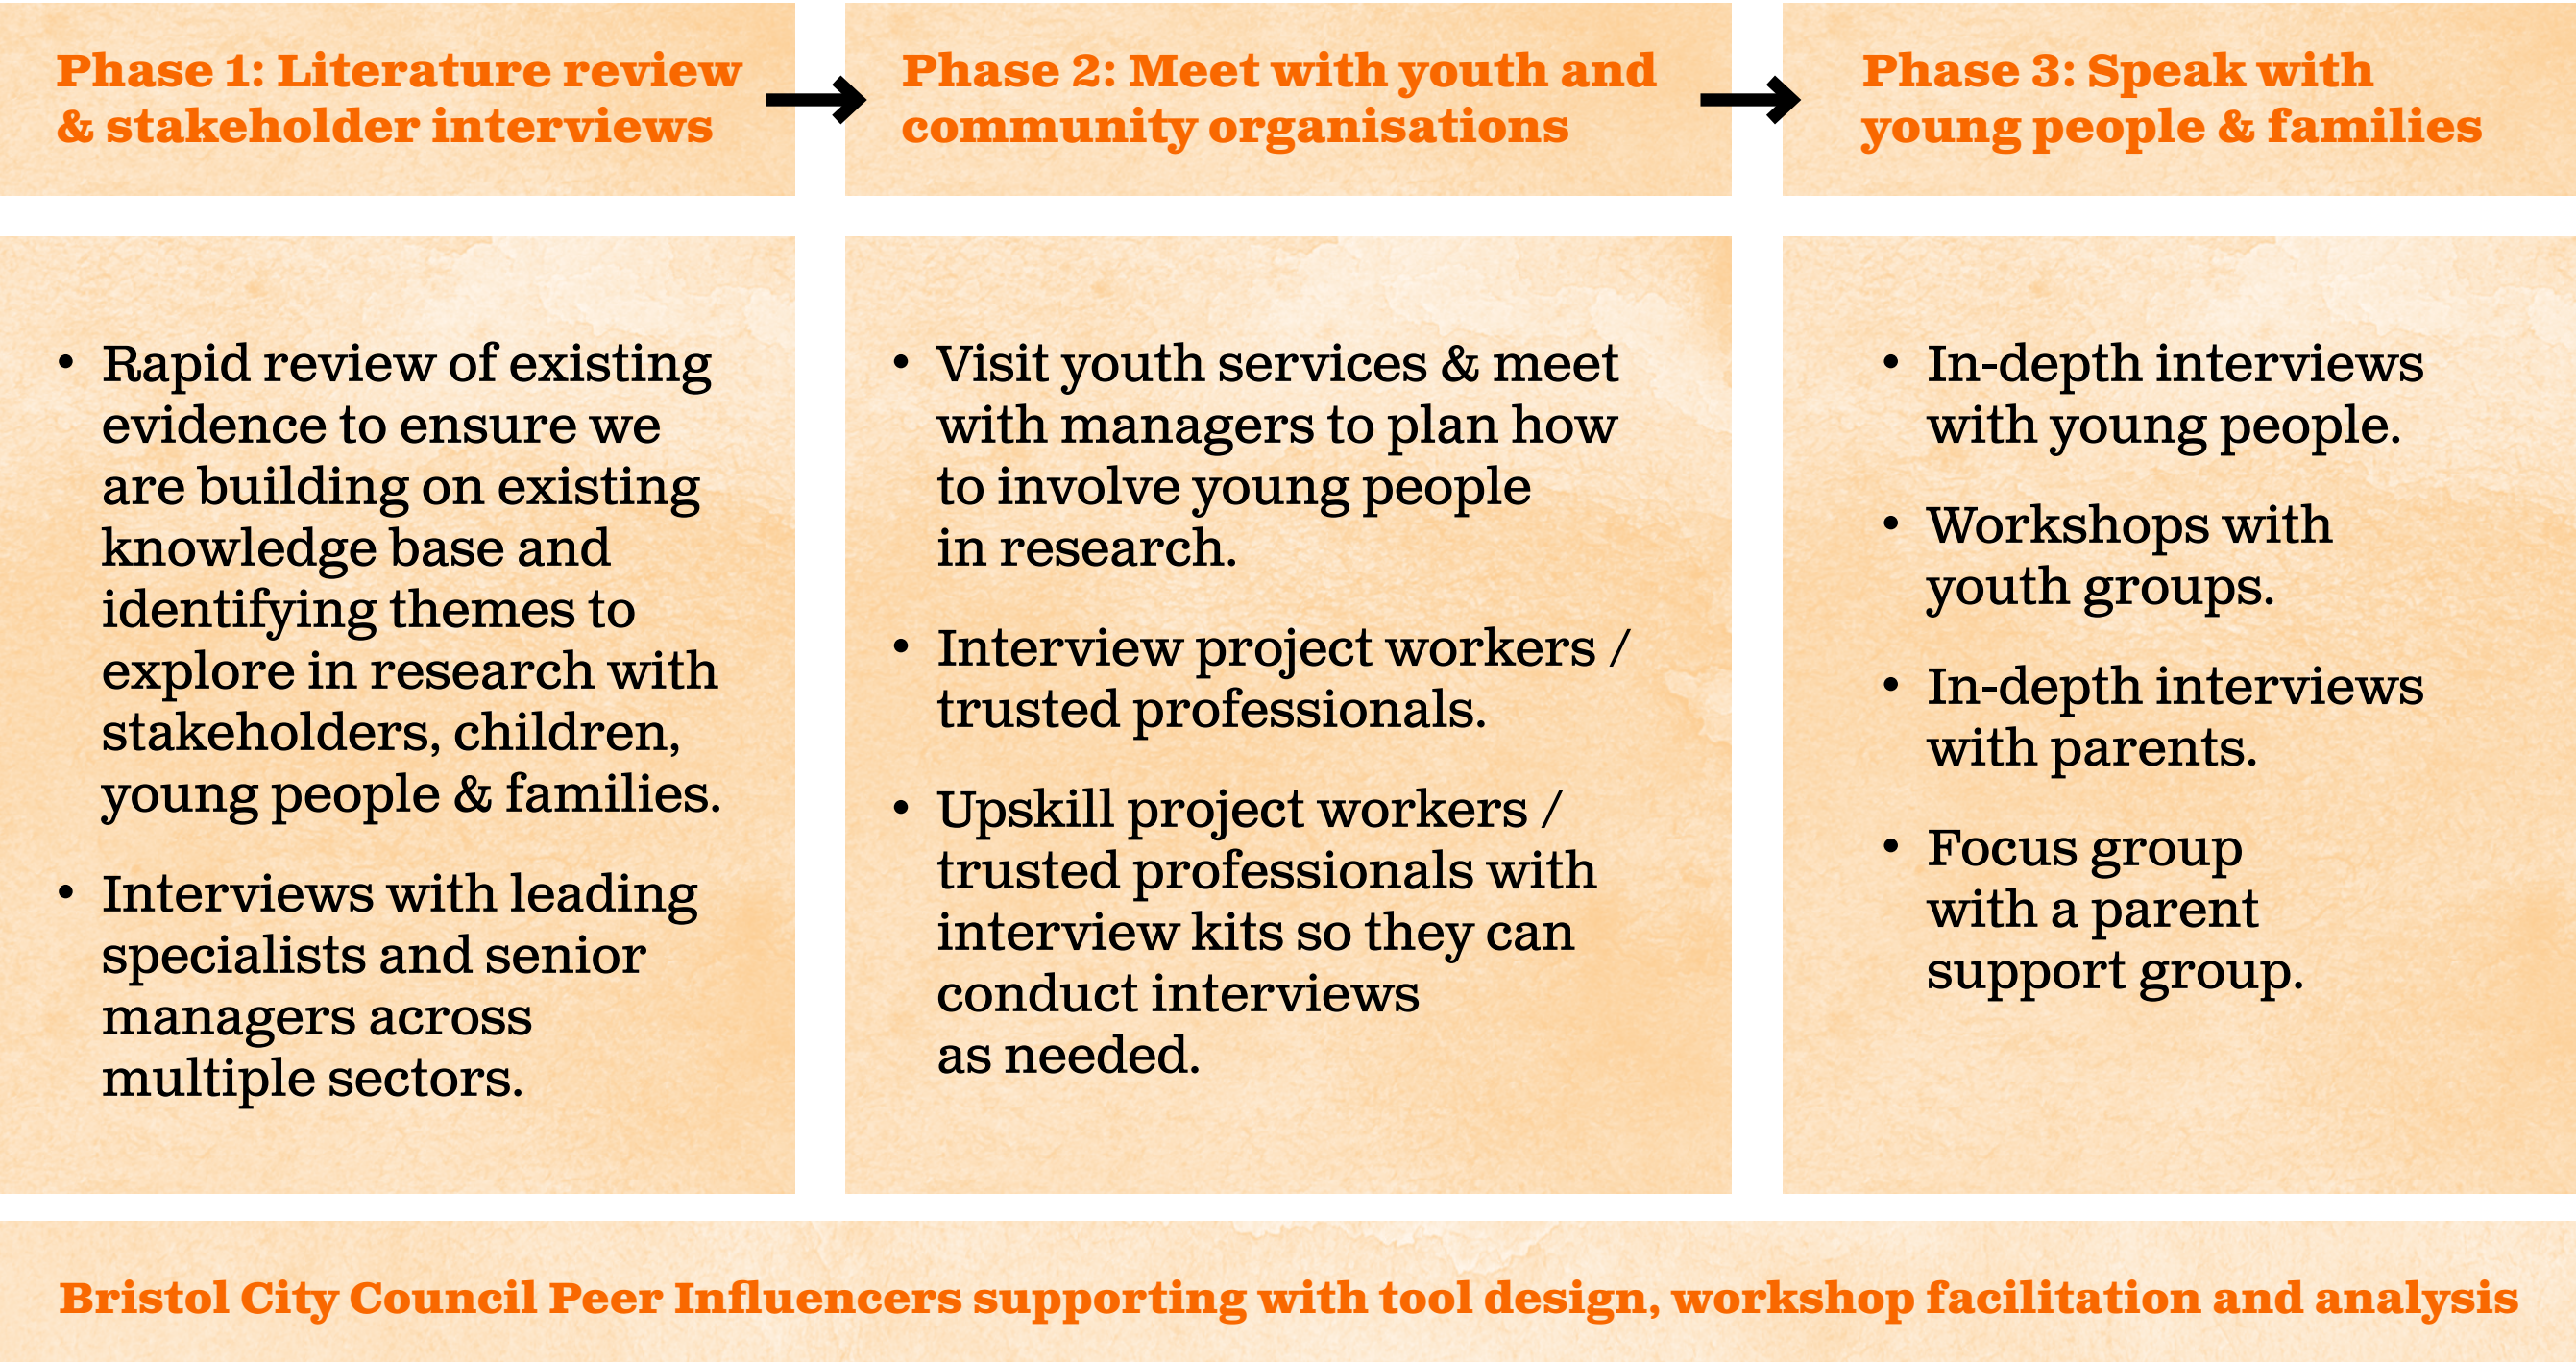 Phase 1: Literature review
& stakeholder interviews
Phase 2: Meet with youth and
community organisations
Phase 3: Speak with
young people & families
• Rapid review of existing
evidence to ensure we
are building on existing
knowledge base and
identifying themes to
explore in research with
stakeholders, children,
young people & families.
• Interviews with leading
specialists and senior
managers across
multiple sectors.
• Visit youth services & meet
with managers to plan how
to involve young people
in research.
• Interview project workers /
trusted professionals.
• Upskill project workers /
trusted professionals with
interview kits so they can
conduct interviews
as needed.
• In-depth interviews
with young people.
• Workshops with
youth groups.
• In-depth interviews
with parents.
• Focus group
with a parent
support group.
Bristol City Council Peer Influencers supporting with tool design, workshop facilitation and analysis